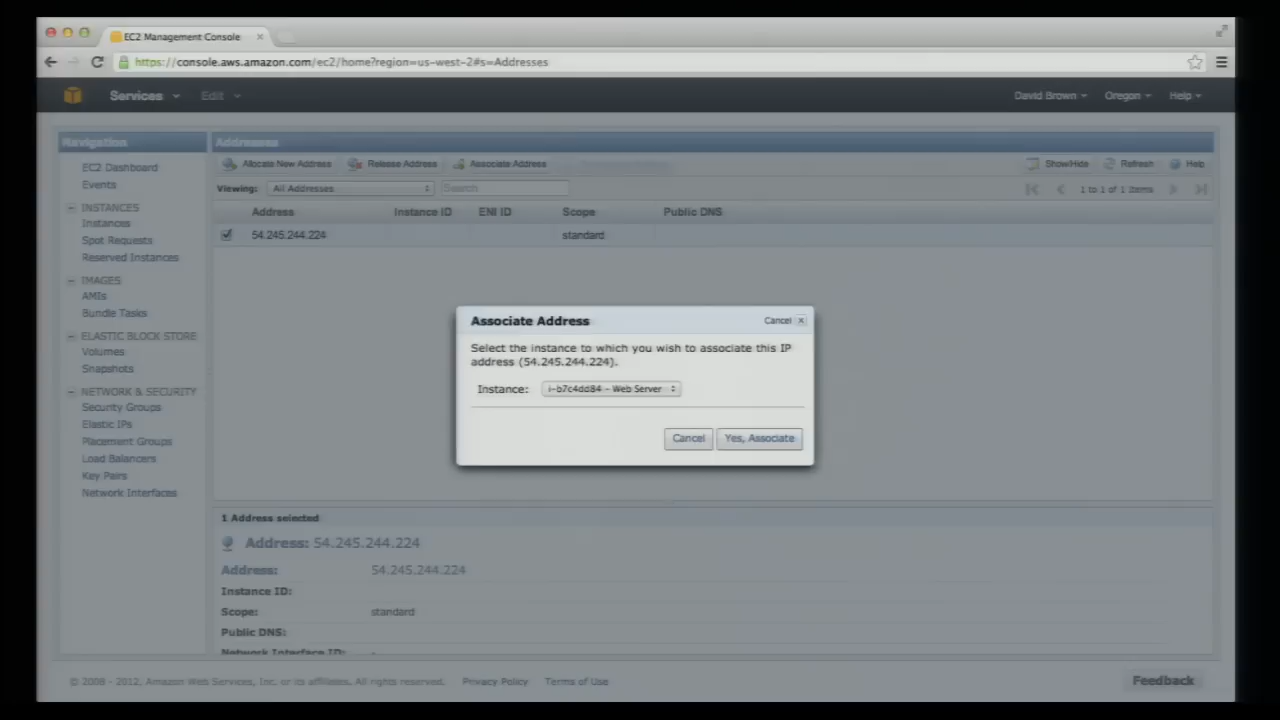 EC2 Management Console
https://console.aws.amazon.com/ec2/home?region=us-west-2#s=Addresses
Services Edit David Brown Oregon Help
Navigation
EC2 Dashboard
Events
INSTANCES
Instances
Spot Requests
Reserved Instances
IMAGES
AMIs
Bundle Tasks
ELASTIC BLOCK STORE
Volumes
Snapshots
NETWORK & SECURITY
Security Groups
Elastic IPs
Placement Groups
Load Balancers
Key Pairs
Network Interfaces
Addresses
Allocate New Address Release Address Associate Address Show/Hide Refresh Help
Viewing: All Addresses Search 1 to 1 of 1 Items
Address Instance ID ENI ID Scope Public DNS
54.245.244.224 standard
Associate Address Cancel
Select the instance to which you wish to associate this IP
address (54.245.244.224).
Instance: i-b7c4dd84 - Web Server
Cancel Yes, Associate
1 Address selected
Address: 54.245.244.224
Address: 54.245.244.224
Instance ID:
Scope: standard
Public DNS:
Network Interface ID: -
© 2008 - 2012, Amazon Web Services, Inc. or its affiliates. All rights reserved. Privacy Policy Terms of Use Feedback